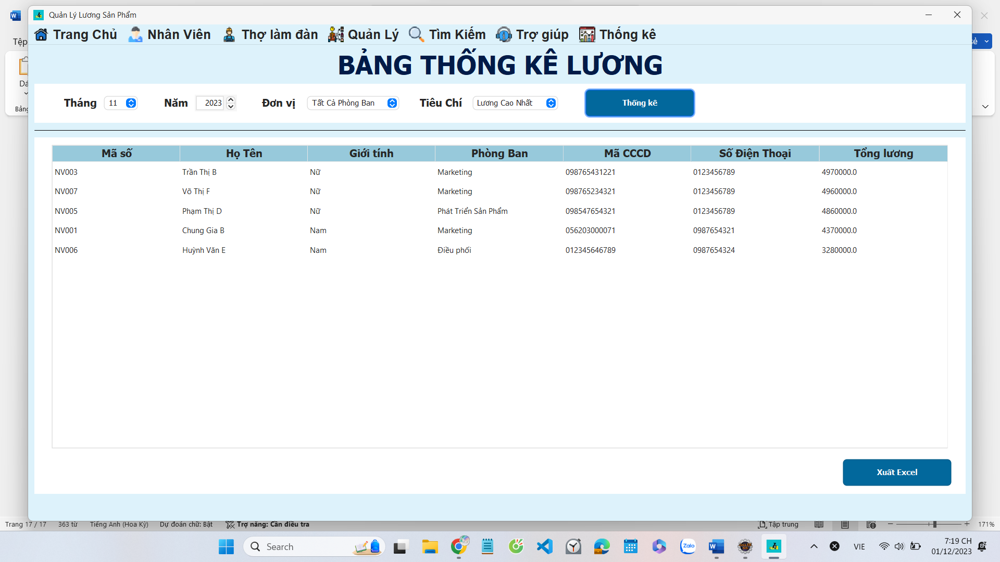 Quản Lý Lương Sản Phẩm
Tệp
Trang Chủ Nhân Viên Thợ làm đàn Quản Lý Tìm Kiếm Trợ giúp Thống kê
BẢNG THỐNG KÊ LƯƠNG
Tháng 11 Năm 2023 Đơn vị Tất Cả Phòng Ban Tiêu Chí Lương Cao Nhất Thống kê
Mã số Họ Tên Giới tính Phòng Ban Mã CCCD Số Điện Thoại Tổng lương
NV003 Trần Thị B Nữ Marketing 098765431221 0123456789 4970000.0
NV007 Võ Thị F Nữ Marketing 098765234321 0123456789 4960000.0
NV005 Phạm Thị D Nữ Phát Triển Sản Phẩm 098547654321 0123456789 4860000.0
NV001 Chung Gia B Nam Marketing 056203000071 0987654321 4370000.0
NV006 Huỳnh Văn E Nam Điều phối 012345646789 0987654324 3280000.0
Xuất Excel
Trang 17 / 17 363 từ Tiếng Anh (Hoa Kỳ) Dự đoán chữ: Bật Trợ năng: Cần điều tra Tập trung 171%
Search Zalo VIE 7:19 CH
01/12/2023